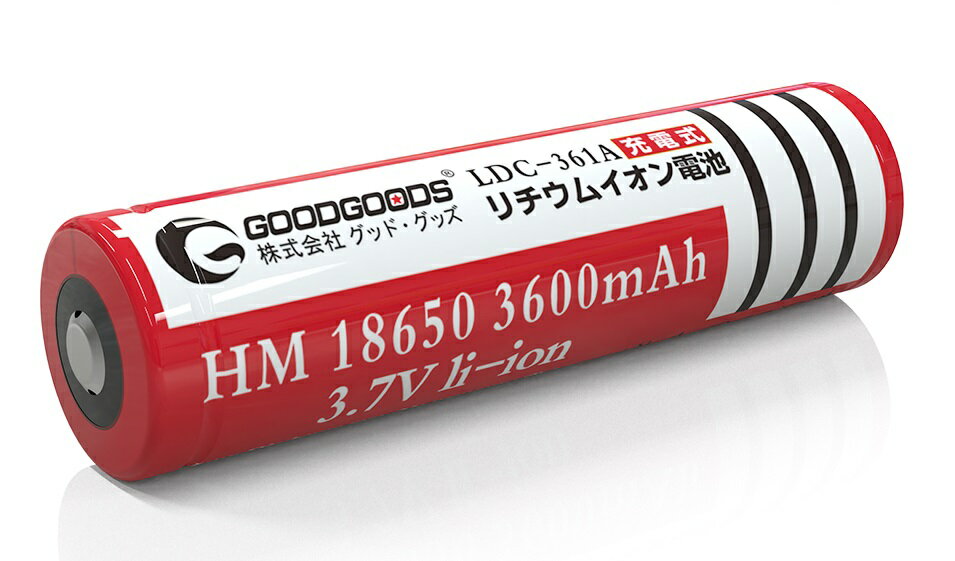 GOODGOODS®
株式会社 グッド・グッズ
LDC-361A 充電式
リチウムイオン電池
HM 18650 3600mAh
3.7V li-ion